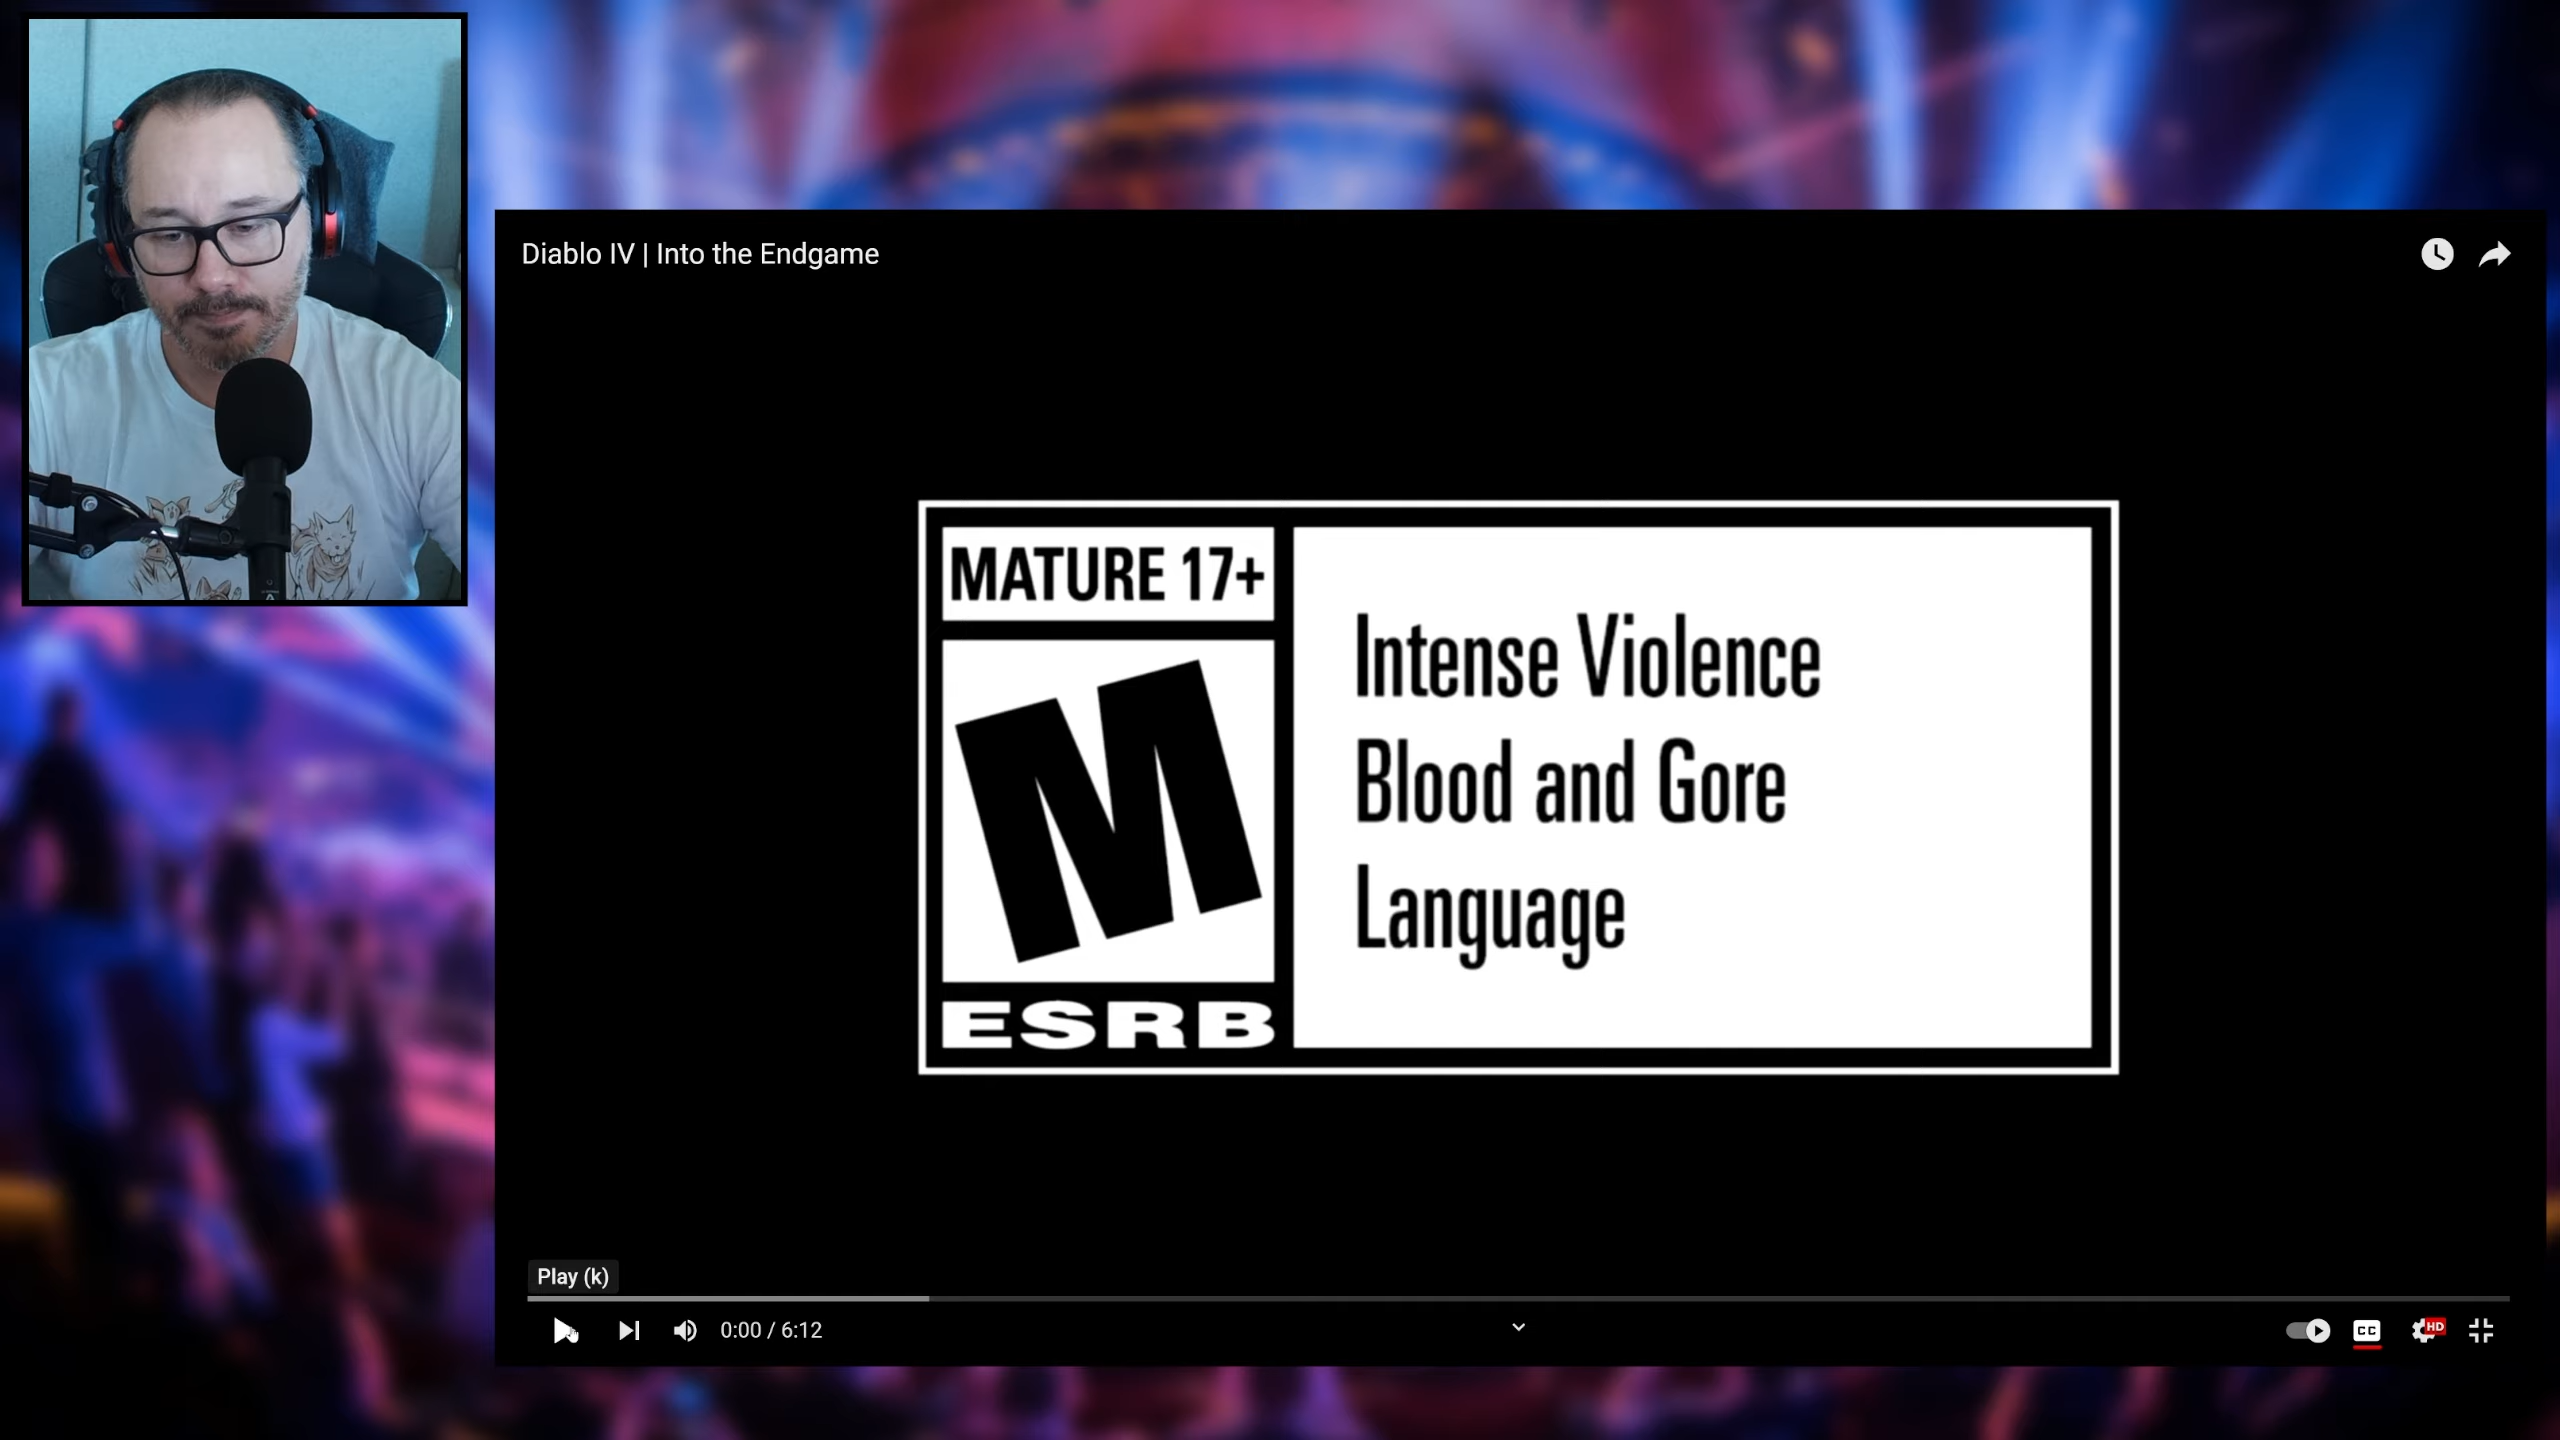 Diablo IV | Into the Endgame
MATURE 17+
M
ESRB
Intense Violence
Blood and Gore
Language
Play (k)
0:00 / 6:12
CC
HD